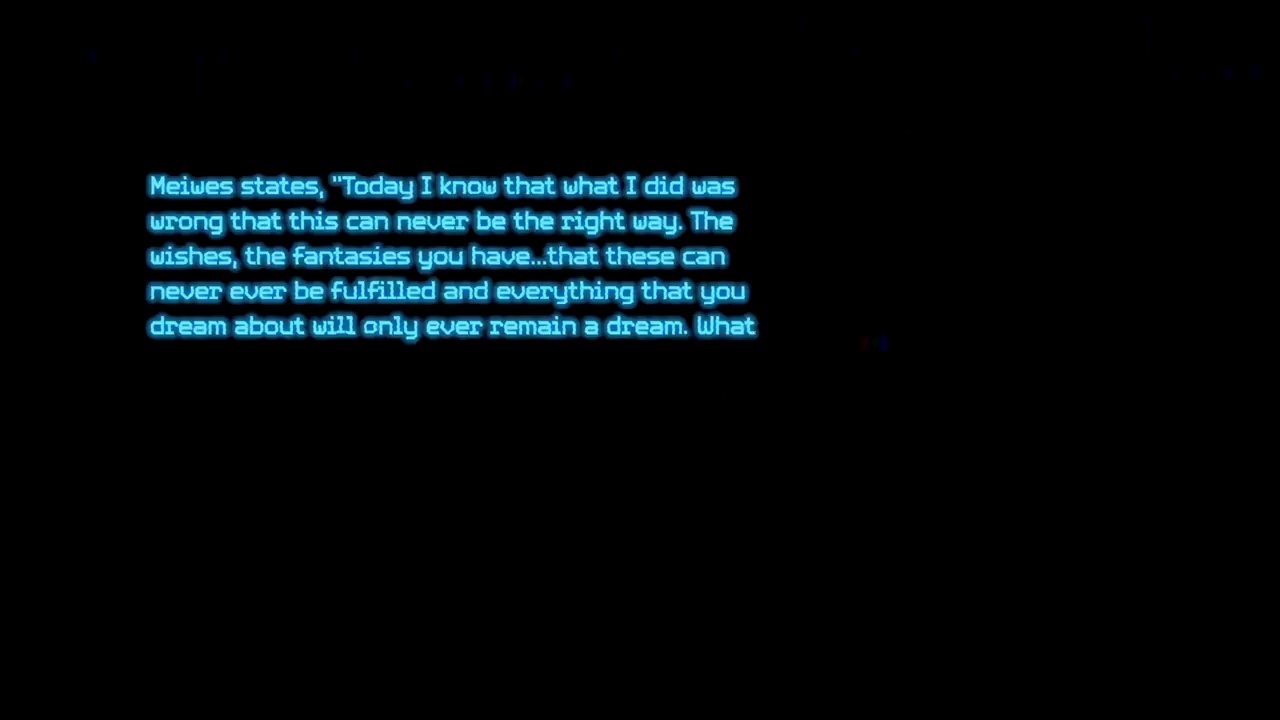 Meiwes states, "Today I know that what I did was
wrong that this can never be the right way. The
wishes, the fantasies you have...that these can
never ever be fulfilled and everything that you
dream about will only ever remain a dream. What